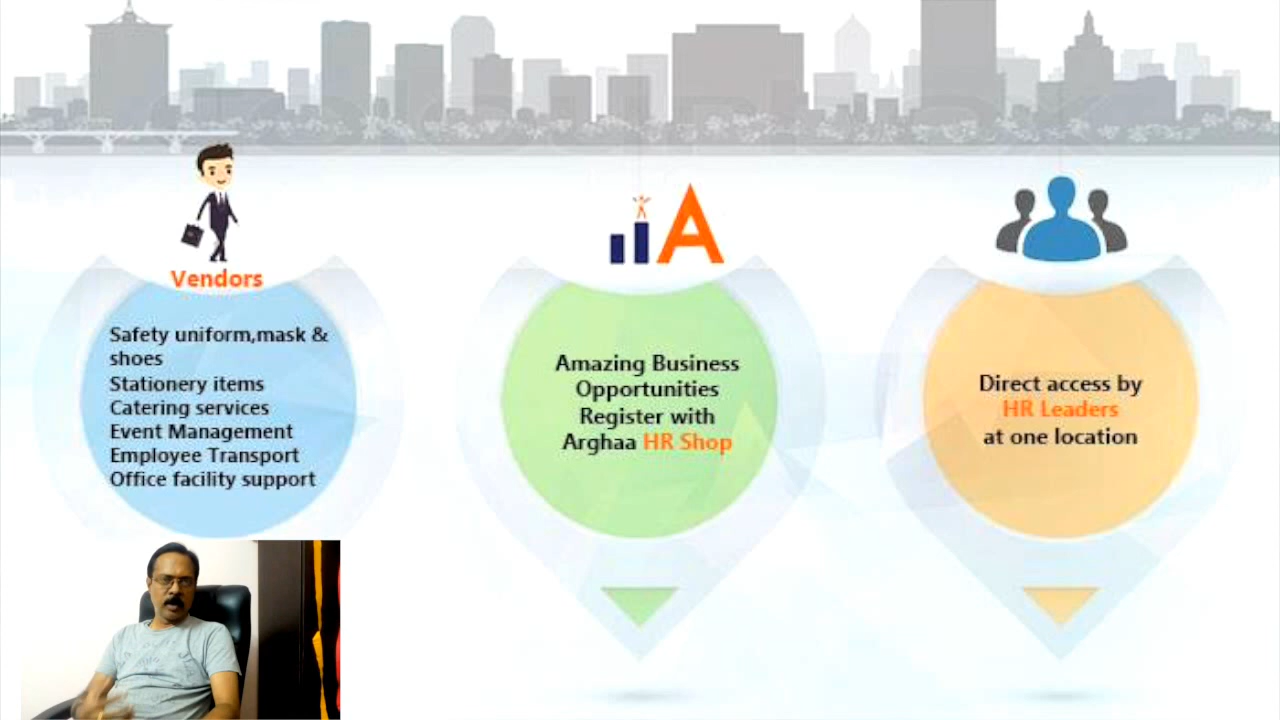 Vendors
Safety uniform,mask &
shoes
Stationery items
Catering services
Event Management
Employee Transport
Office facility support
A
Amazing Business
Opportunities
Register with
Arghaa HR Shop
Direct access by
HR Leaders
at one location